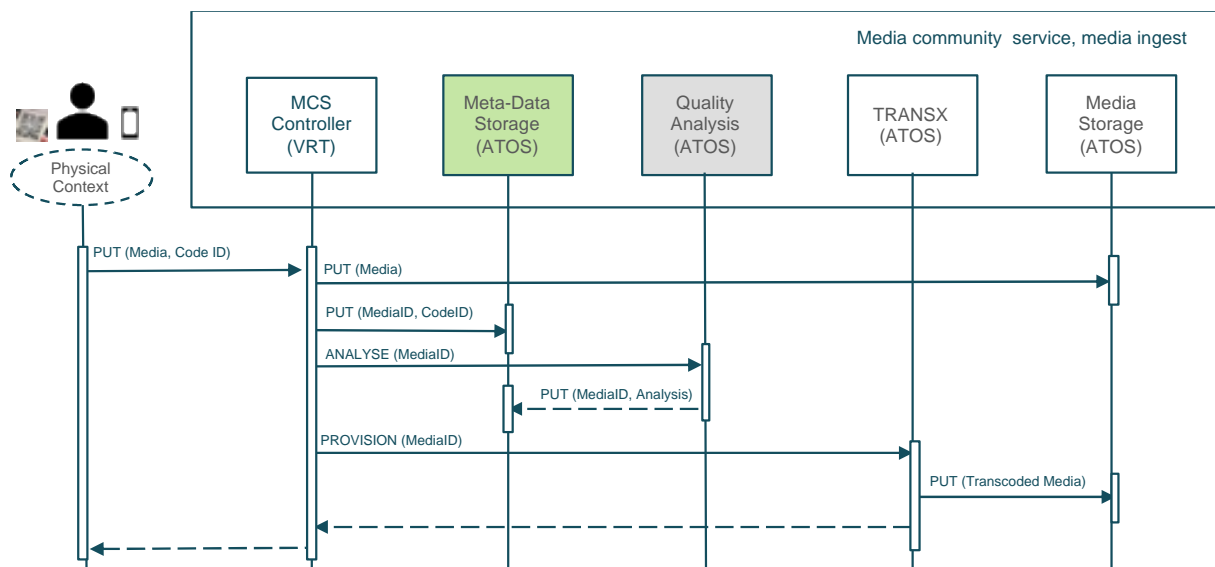 Media community service, media ingest
MCS
Controller
(VRT)
Meta-Data
Storage
(ATOS)
Quality
Analysis
(ATOS)
TRANSX
(ATOS)
Media
Storage
(ATOS)
Physical
Context
PUT (Media, Code ID)
PUT (Media)
PUT (MediaID, CodeID)
ANALYSE (MediaID)
PUT (MediaID, Analysis)
PROVISION (MediaID)
PUT (Transcoded Media)